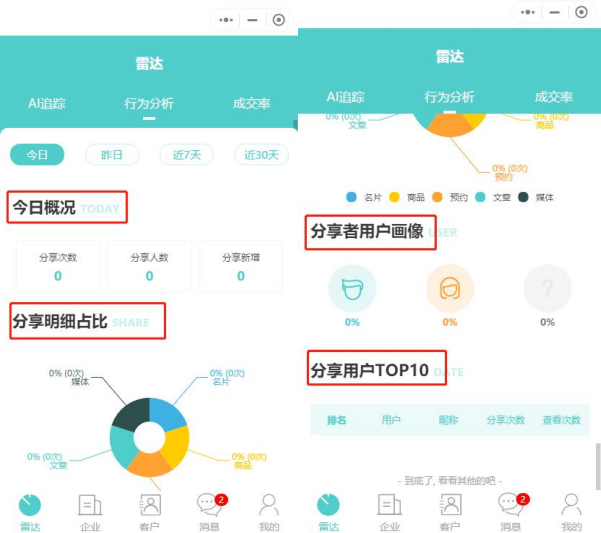 雷达
AI追踪 行为分析 成交率
今日 昨日 近7天 近30天
今日概况 TODAY
分享次数 分享人数 分享新增
0 0 0
分享明细占比 SHARE
0% (0次) 媒体
0% (0次) 名片
0% (0次) 文章
0% (0次) 商品
雷达 企业 客户 消息 2 我的
雷达
AI追踪 行为分析 成交率
0% (0次) 文章
0% (0次) 商品
0% (0次) 预约
名片 商品 预约 文章 媒体
分享者用户画像 USER
?
0% 0% 0%
分享用户TOP10 DATE
排名 用户 昵称 分享次数 查看次数
- 到底了, 看看其他的吧 -
雷达 企业 客户 消息 2 我的